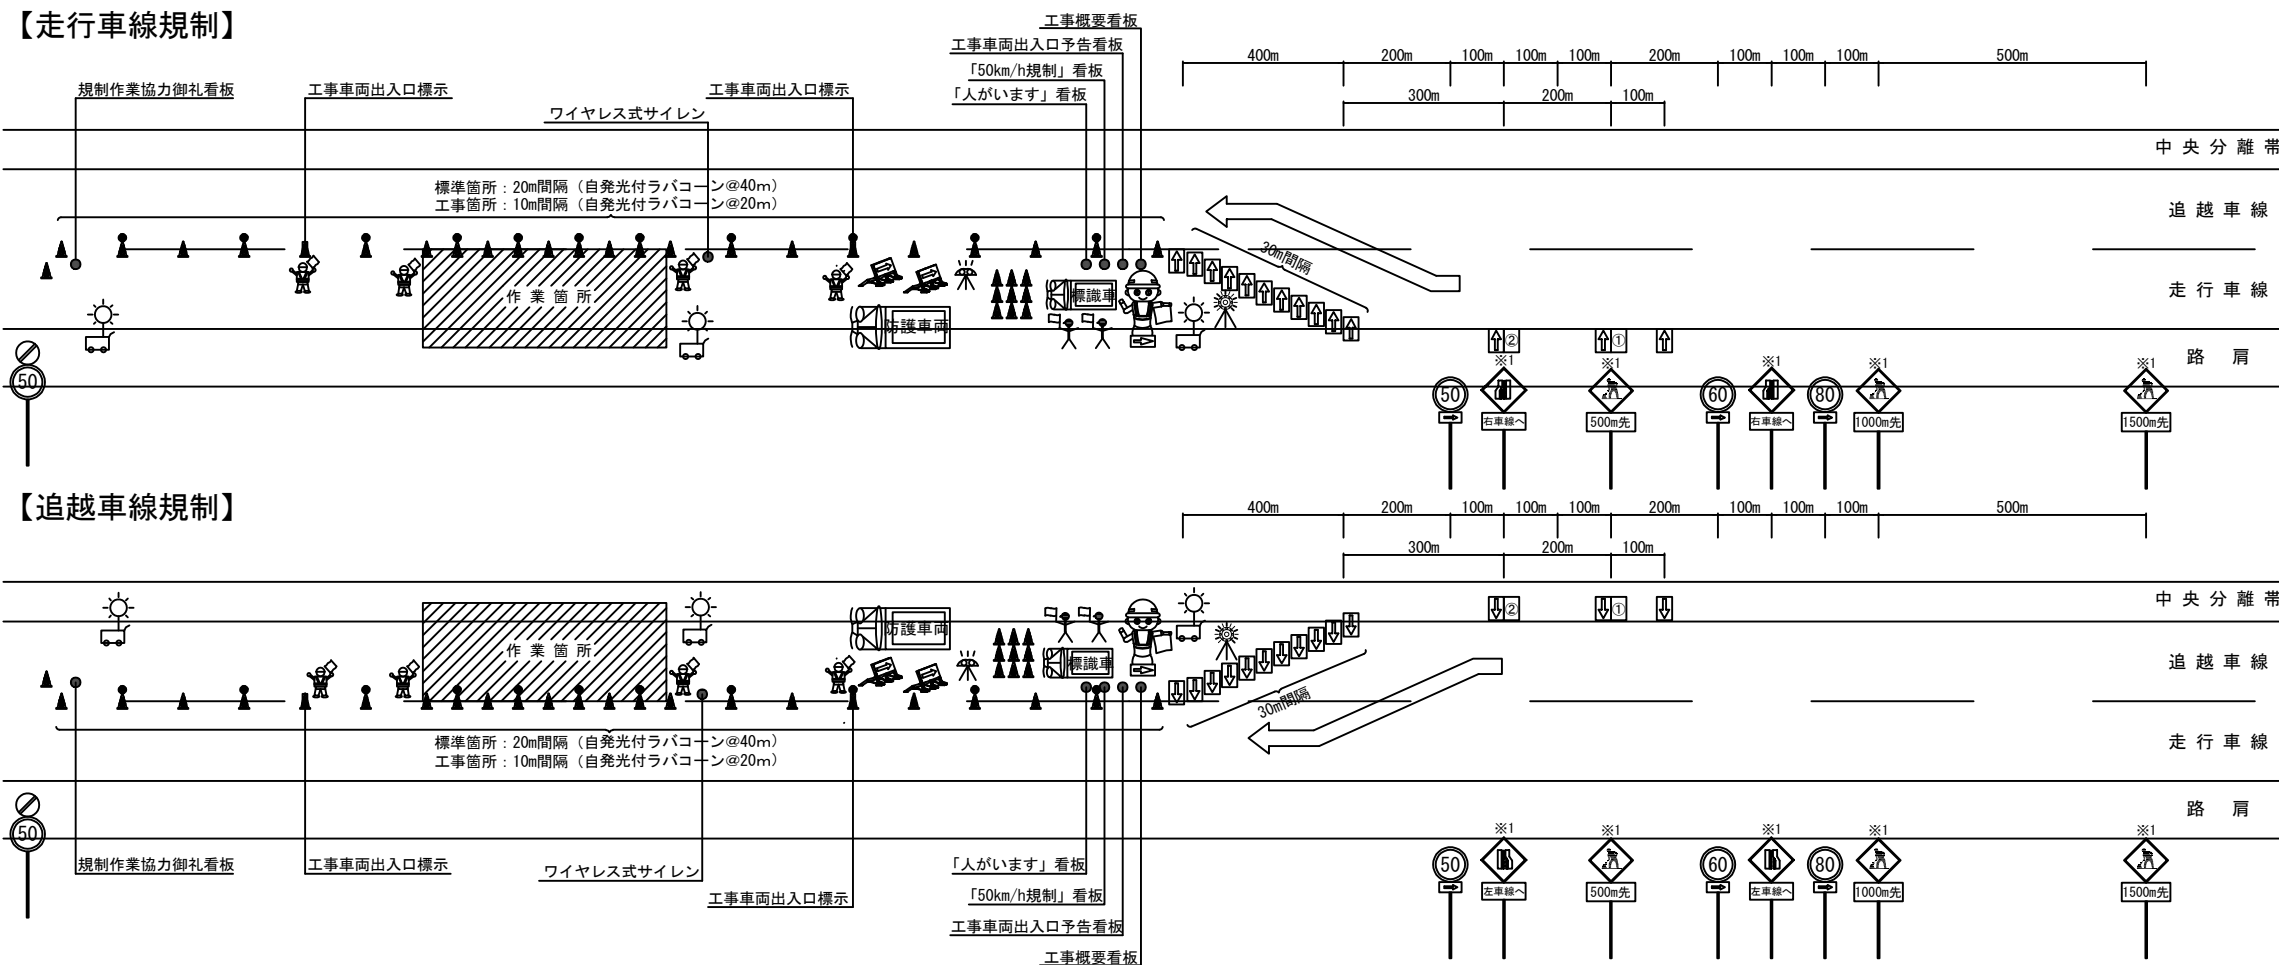 【走行車線規制】
工事概要看板
工事車両出入口予告看板
「50km/h規制」看板
「人がいます」看板
規制作業協力御礼看板
工事車両出入口標示
工事車両出入口標示
ワイヤレス式サイレン
400m 200m 100m 100m 100m 200m 100m 100m 100m 500m
300m 200m 100m
中央分離帯
標準箇所：20m間隔（自発光付ラバコーン@40m）
工事箇所：10m間隔（自発光付ラバコーン@20m）
追越車線
30m間隔
作業箇所
標識車
走行車線
防護車両
② ①
路肩
※1 ※1 ※1 ※1 ※1
50
50 60 80
右車線へ 500m先 右車線へ 1000m先 1500m先
【追越車線規制】
400m 200m 100m 100m 100m 200m 100m 100m 100m 500m
300m 200m 100m
中央分離帯
② ①
防護車両
作業箇所
標識車
追越車線
30m間隔
標準箇所：20m間隔（自発光付ラバコーン@40m）
工事箇所：10m間隔（自発光付ラバコーン@20m）
走行車線
路肩
50
※1 ※1 ※1 ※1 ※1
50 60 80
左車線へ 500m先 左車線へ 1000m先 1500m先
規制作業協力御礼看板
工事車両出入口標示
ワイヤレス式サイレン
工事車両出入口標示
「人がいます」看板
「50km/h規制」看板
工事車両出入口予告看板
工事概要看板